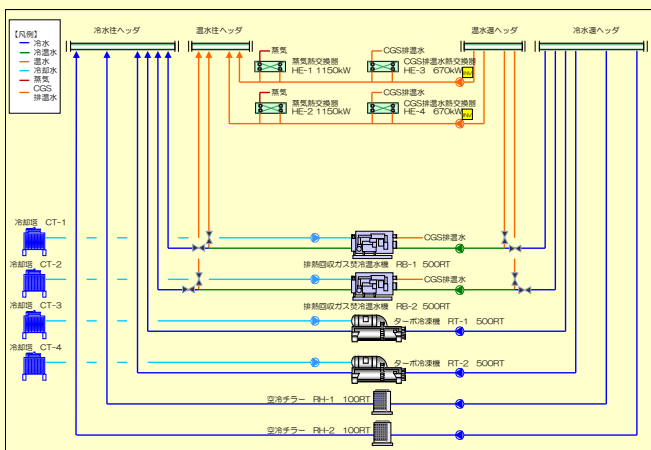 冷水往ヘッダ
温水往ヘッダ
温水還ヘッダ
冷水還ヘッダ
【凡例】
冷水
冷温水
温水
冷却水
蒸気
CGS
排温水
蒸気
CGS排温水
蒸気熱交換器
HE-1 1150kW
CGS排温水熱交換器
HE-3 670kW
INV
蒸気
CGS排温水
蒸気熱交換器
HE-2 1150kW
CGS排温水熱交換器
HE-4 670kW
INV
冷却塔 CT-1
CGS排温水
排熱回収ガス焚冷温水機 RB-1 500RT
冷却塔 CT-2
CGS排温水
排熱回収ガス焚冷温水機 RB-2 500RT
冷却塔 CT-3
ターボ冷凍機 RT-1 500RT
冷却塔 CT-4
ターボ冷凍機 RT-2 500RT
空冷チラー RH-1 100RT
空冷チラー RH-2 100RT